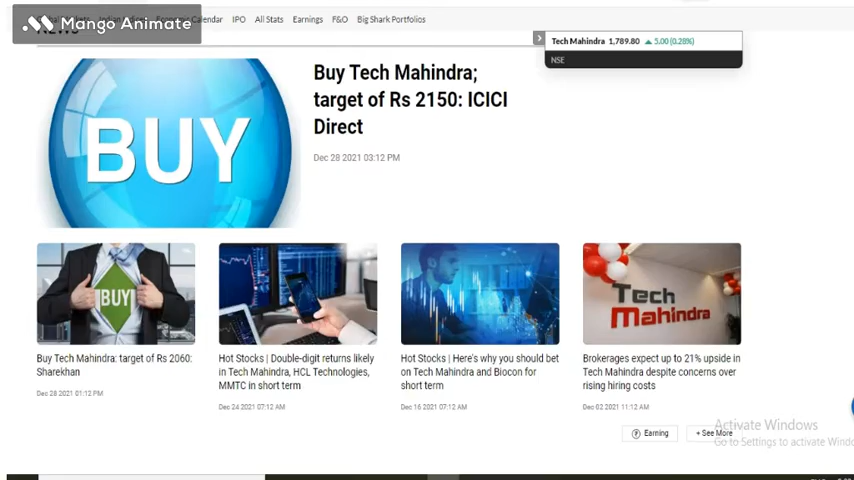 Mango Animate
Indian Indices
Economic Calendar
IPO
All Stats
Earnings
F&O
Big Shark Portfolios
Tech Mahindra 1,789.80 ▲ 5.00 (0.28%)
NSE
BUY
Buy Tech Mahindra;
target of Rs 2150: ICICI
Direct
Dec 28 2021 03:12 PM
BUY
Tech
Mahindra
Buy Tech Mahindra: target of Rs 2060:
Sharekhan
Dec 28 2021 01:12 PM
Hot Stocks | Double-digit returns likely
in Tech Mahindra, HCL Technologies,
MMTC in short term
Dec 24 2021 07:12 AM
Hot Stocks | Here's why you should bet
on Tech Mahindra and Biocon for
short term
Dec 16 2021 07:12 AM
Brokerages expect up to 21% upside in
Tech Mahindra despite concerns over
rising hiring costs
Dec 02 2021 11:12 AM
Earning
+ See More
Activate Windows
Go to Settings to activate Wind